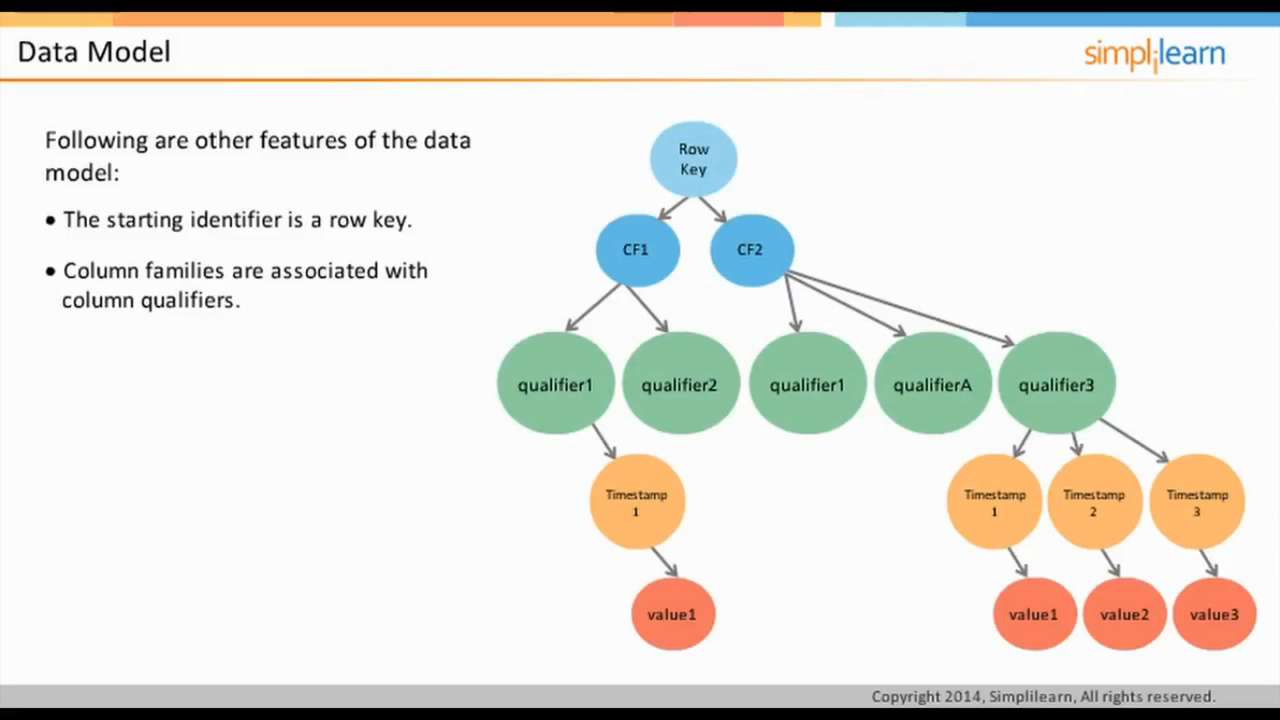 Data Model
simplilearn
Following are other features of the data
model:
• The starting identifier is a row key.
• Column families are associated with
column qualifiers.
Row
Key
CF1
CF2
qualifier1
qualifier2
qualifier1
qualifierA
qualifier3
Timestamp
1
Timestamp
1
Timestamp
2
Timestamp
3
value1
value1
value2
value3
Copyright 2014, Simplilearn, All rights reserved.